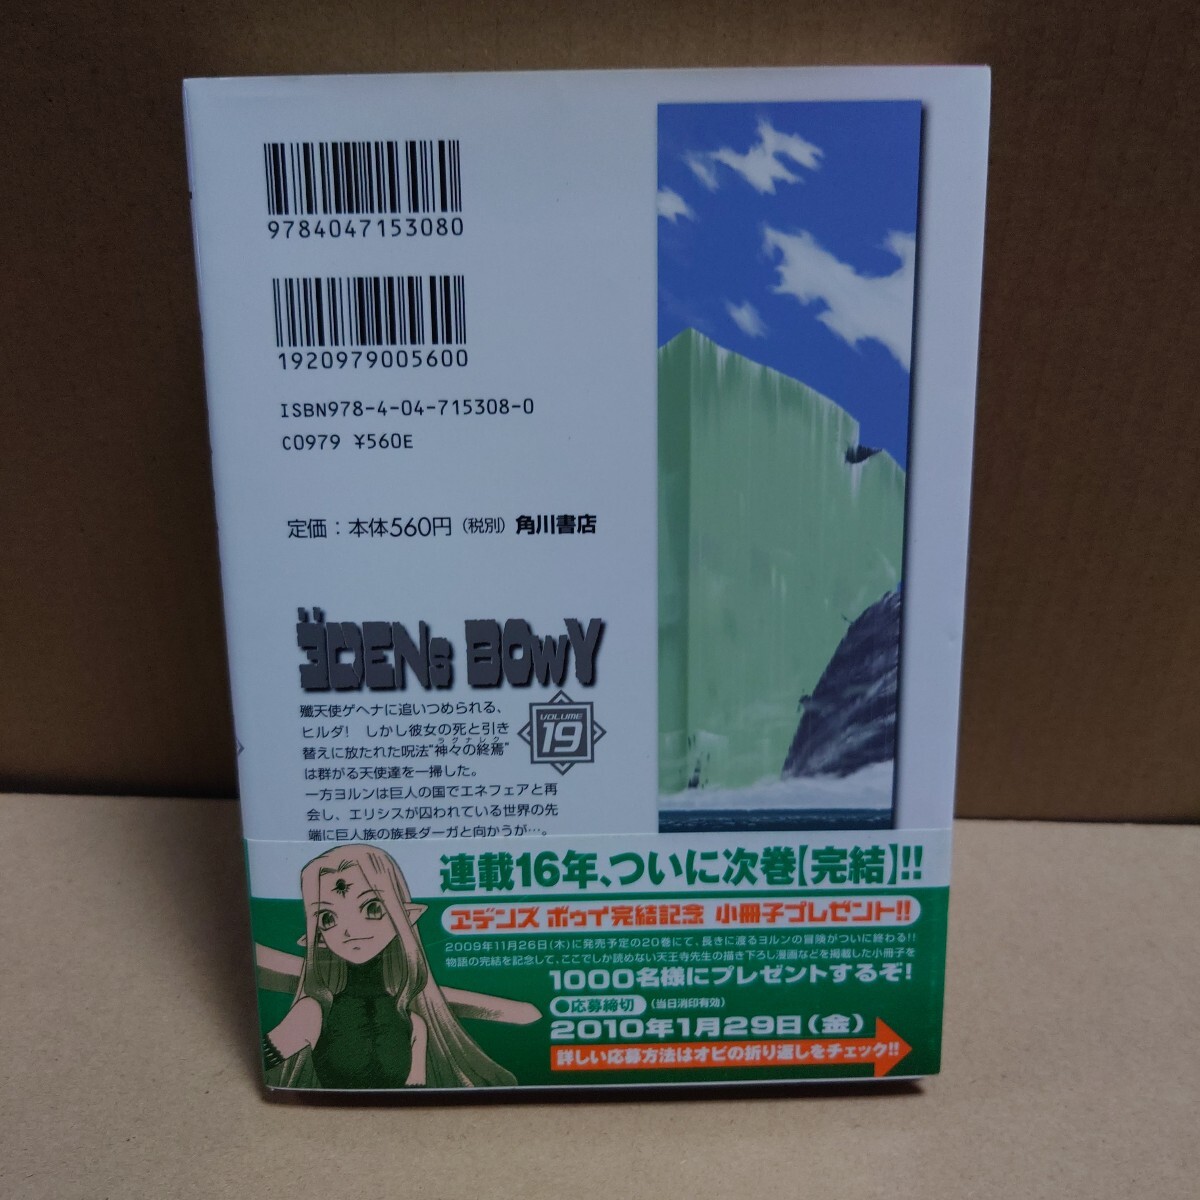 9784047153080
1920979005600
ISBN978-4-04-715308-0
C0979 ¥560E
定価：本体560円（税別） 角川書店
EDENs BOwY
VOLUME
19
殲天使ゲヘナに追いつめられる、
ヒルダ！　しかし彼女の死と引き
替えに放たれた呪法“神々の終焉”
ラグナレク
は群がる天使達を一掃した。
一方ヨルンは巨人の国でエネフェアと再
会し、エリシスが囚われている世界の先
端に巨人族の族長ダーガと向かうが…。
連載16年、ついに次巻【完結】!!
ヱデンズ ボゥイ完結記念 小冊子プレゼント!!
2009年11月26日(木)に発売予定の20巻にて、長きに渡るヨルンの冒険がついに終わる!!
物語の完結を記念して、ここでしか読めない天王寺先生の描き下ろし漫画などを掲載した小冊子を
1000名様にプレゼントするぞ!
●応募締切（当日消印有効）
2010年1月29日（金）
詳しい応募方法はオビの折り返しをチェック!!